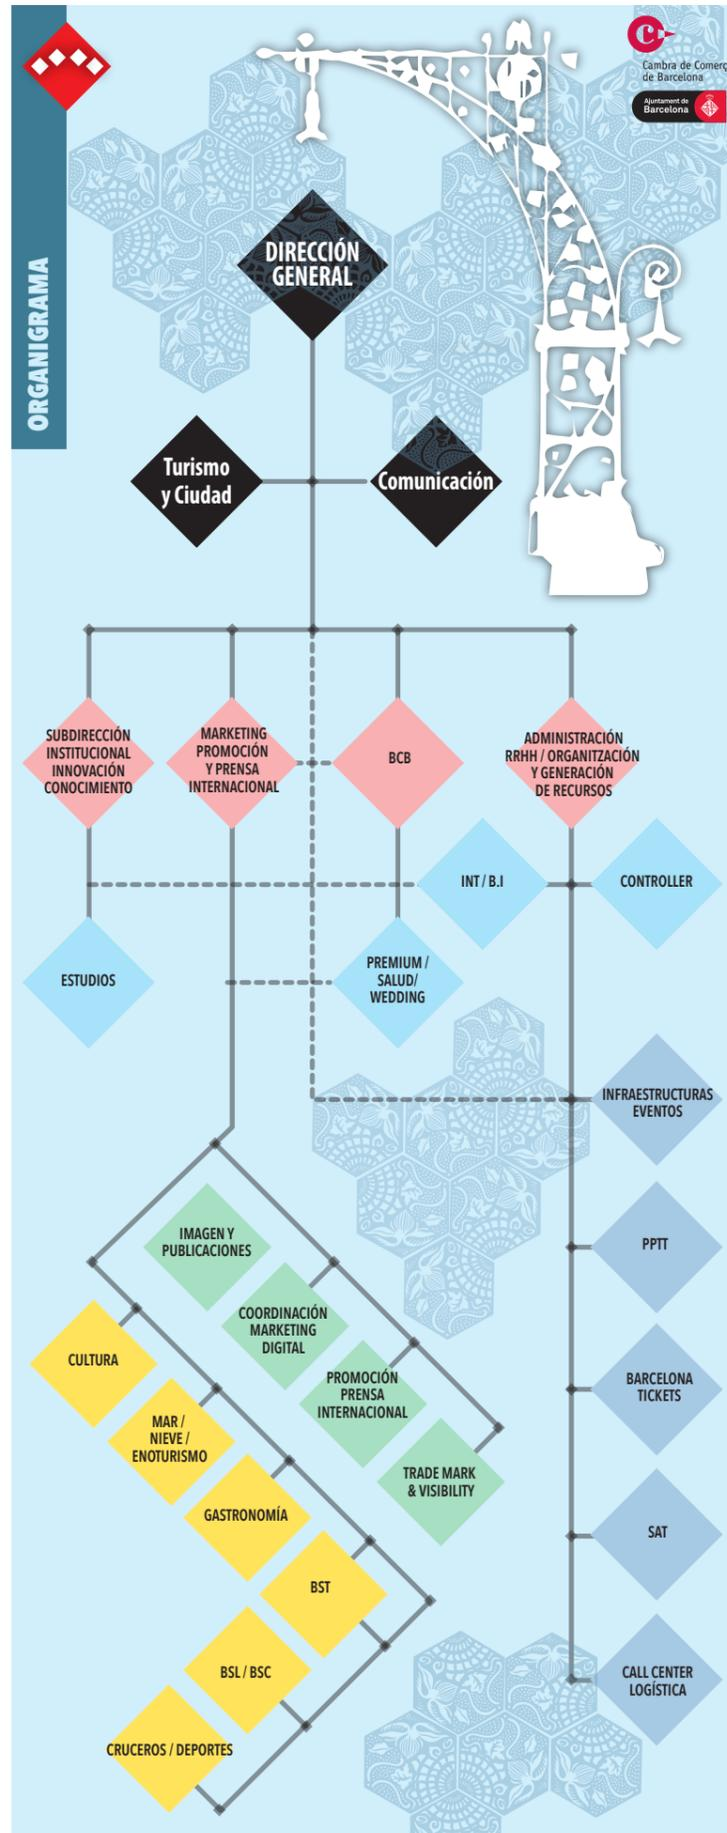 ORGANIGRAMA
Cambra de Comerç
de Barcelona
Ajuntament de
Barcelona
DIRECCIÓN
GENERAL
Turismo
y Ciudad
Comunicación
SUBDIRECCIÓN
INSTITUCIONAL
INNOVACIÓN
CONOCIMIENTO
MARKETING
PROMOCIÓN
Y PRENSA
INTERNACIONAL
BCB
ADMINISTRACIÓN
RRHH / ORGANITZACIÓN
Y GENERACIÓN
DE RECURSOS
INT / B.I
CONTROLLER
ESTUDIOS
PREMIUM /
SALUD/
WEDDING
INFRAESTRUCTURAS
EVENTOS
IMAGEN Y
PUBLICACIONES
PPTT
COORDINACIÓN
MARKETING
DIGITAL
CULTURA
PROMOCIÓN
PRENSA
INTERNACIONAL
BARCELONA
TICKETS
MAR /
NIEVE /
ENOTURISMO
TRADE MARK
& VISIBILITY
GASTRONOMÍA
SAT
BST
BSL / BSC
CALL CENTER
LOGÍSTICA
CRUCEROS / DEPORTES